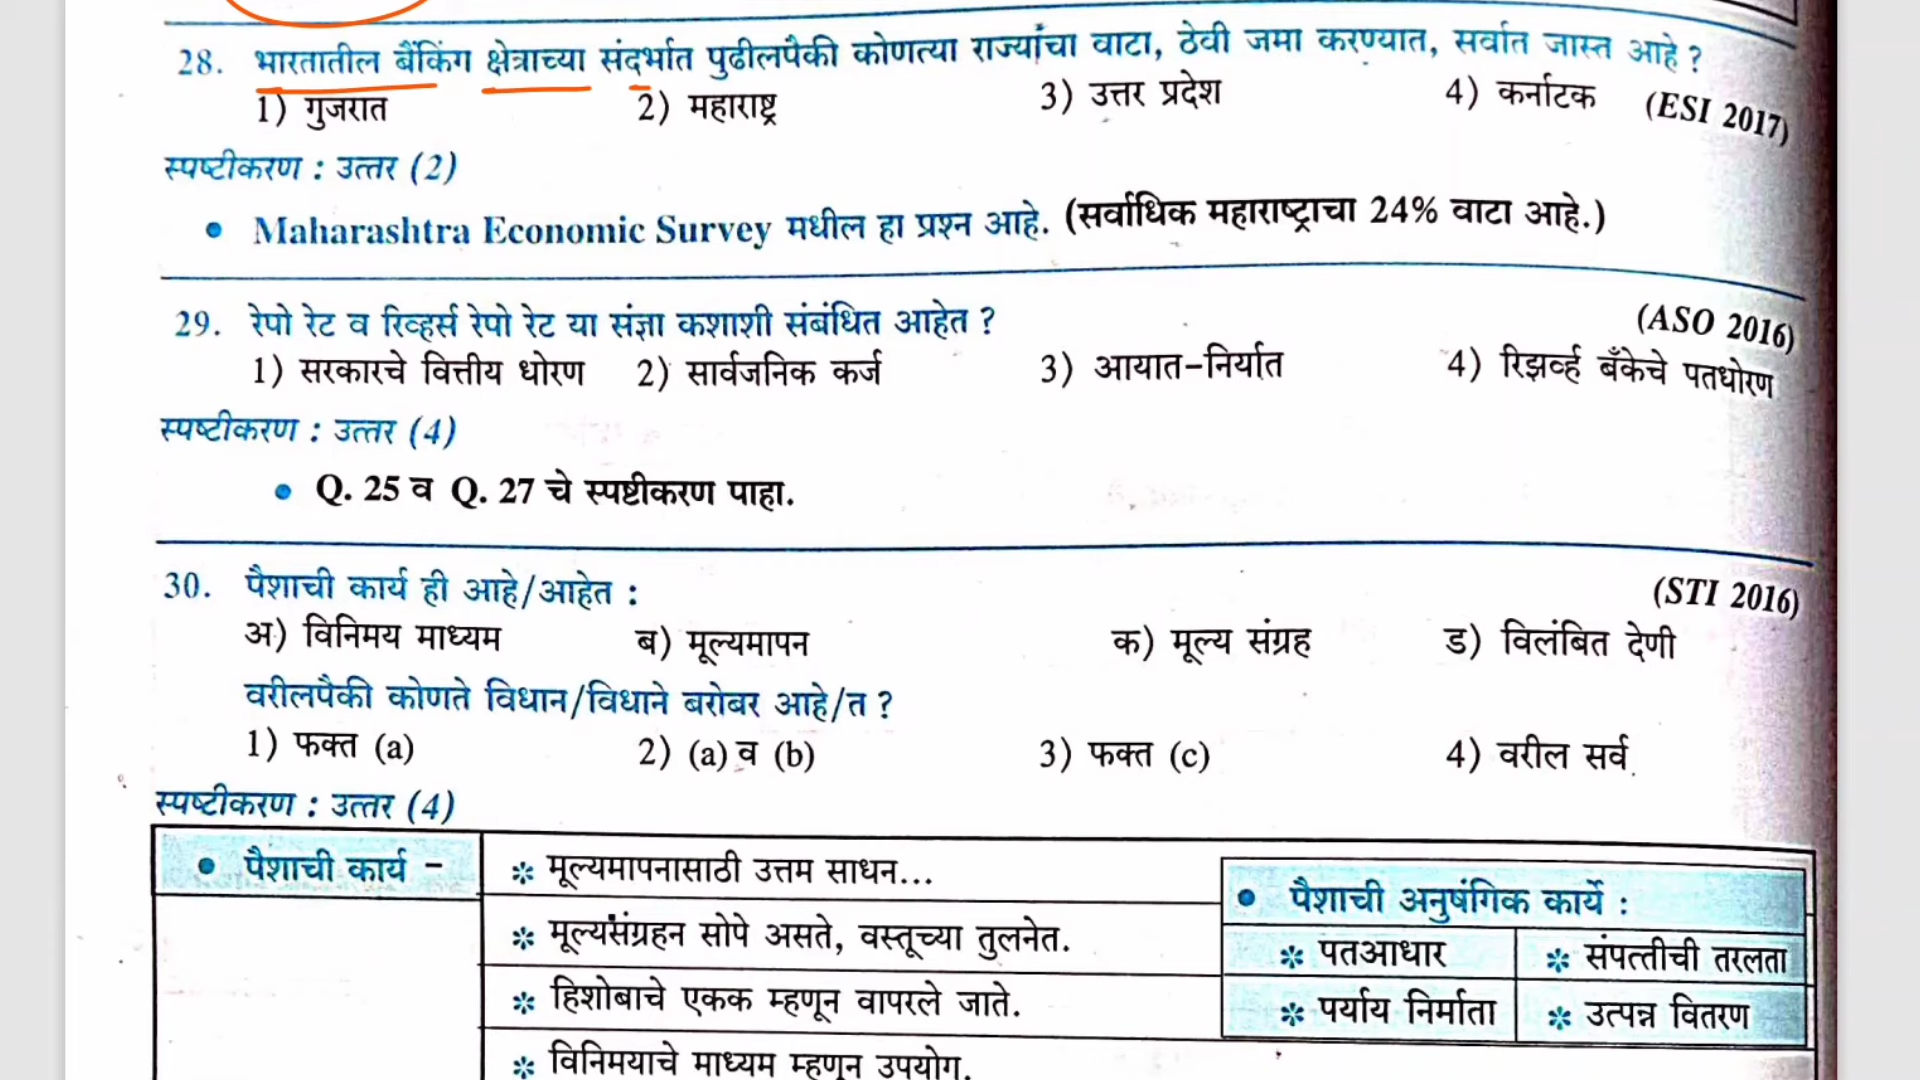 28. भारतातील बैंकिंग क्षेत्राच्या संदर्भात पुढीलपैकी कोणत्या राज्यांचा वाटा, ठेवी जमा करण्यात, सर्वात जास्त आहे ?
1) गुजरात 2) महाराष्ट्र 3) उत्तर प्रदेश 4) कर्नाटक (ESI 2017)
स्पष्टीकरण : उत्तर (2)
• Maharashtra Economic Survey मधील हा प्रश्न आहे. (सर्वाधिक महाराष्ट्राचा 24% वाटा आहे.)
29. रेपो रेट व रिव्हर्स रेपो रेट या संज्ञा कशाशी संबंधित आहेत ? (ASO 2016)
1) सरकारचे वित्तीय धोरण 2) सार्वजनिक कर्ज 3) आयात-निर्यात 4) रिझर्व्ह बँकेचे पतधोरण
स्पष्टीकरण : उत्तर (4)
• Q. 25 व Q. 27 चे स्पष्टीकरण पाहा.
30. पैशाची कार्य ही आहे/आहेत : (STI 2016)
अ) विनिमय माध्यम ब) मूल्यमापन क) मूल्य संग्रह ड) विलंबित देणी
वरीलपैकी कोणते विधान/विधाने बरोबर आहे/त ?
1) फक्त (a) 2) (a) व (b) 3) फक्त (c) 4) वरील सर्व
स्पष्टीकरण : उत्तर (4)
• पैशाची कार्य –
* मूल्यमापनासाठी उत्तम साधन...
* मूल्यसंग्रहन सोपे असते, वस्तूच्या तुलनेत.
* हिशोबाचे एकक म्हणून वापरले जाते.
* विनिमयाचे माध्यम म्हणून उपयोग.
• पैशाची अनुषंगिक कार्ये :
* पतआधार * संपत्तीची तरलता
* पर्याय निर्माता * उत्पन्न वितरण